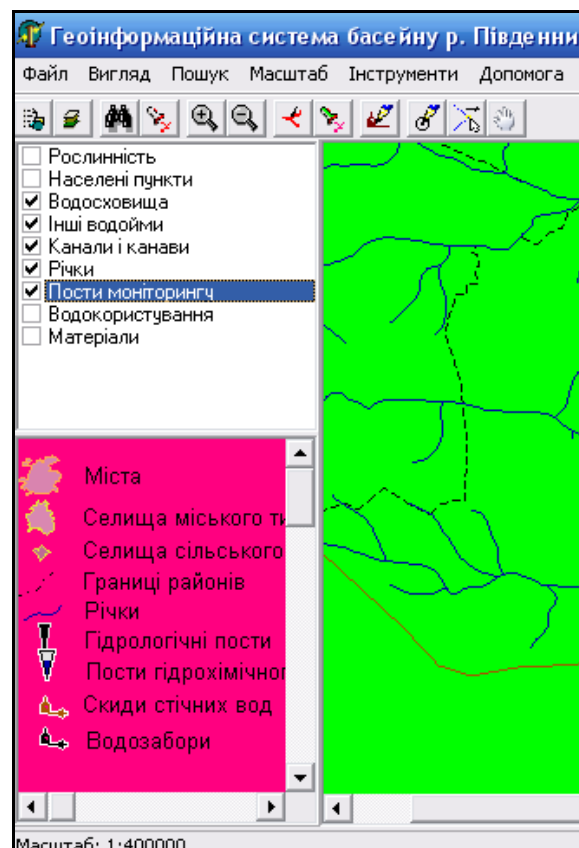 Геоінформаційна система басейну р. Південни
Файл Вигляд Пошук Масштаб Інструменти Допомога
Рослинність
Населені пункти
Водосховища
Інші водойми
Канали і канави
Річки
Пости моніторингу
Водокористування
Матеріали
Міста
Селища міського ти
Селища сільського
Границі районів
Річки
Гідрологічні пости
Пости гідрохімічног
Скиди стічних вод
Водозабори
Масштаб: 1:400000